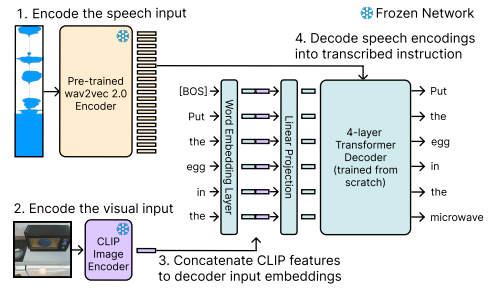 1. Encode the speech input
Frozen Network
4. Decode speech encodings
into transcribed instruction
Pre-trained
wav2vec 2.0
Encoder
[BOS]
Put
the
egg
in
the
Word Embedding Layer
Linear Projection
4-layer
Transformer
Decoder
(trained from
scratch)
Put
the
egg
in
the
microwave
2. Encode the visual input
CLIP
Image
Encoder
3. Concatenate CLIP features
to decoder input embeddings